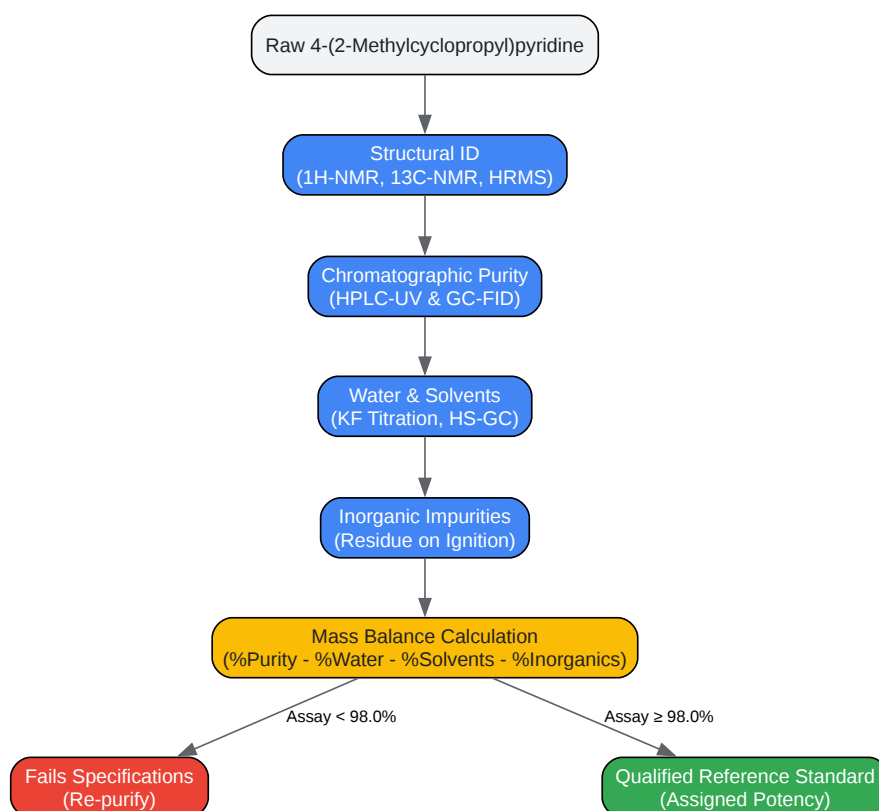 Raw 4-(2-Methylcyclopropyl)pyridine
Structural ID
(1H-NMR, 13C-NMR, HRMS)
Chromatographic Purity
(HPLC-UV & GC-FID)
Water & Solvents
(KF Titration, HS-GC)
Inorganic Impurities
(Residue on Ignition)
Mass Balance Calculation
(%Purity - %Water - %Solvents - %Inorganics)
Assay < 98.0%
Assay ≥ 98.0%
Fails Specifications
(Re-purify)
Qualified Reference Standard
(Assigned Potency)